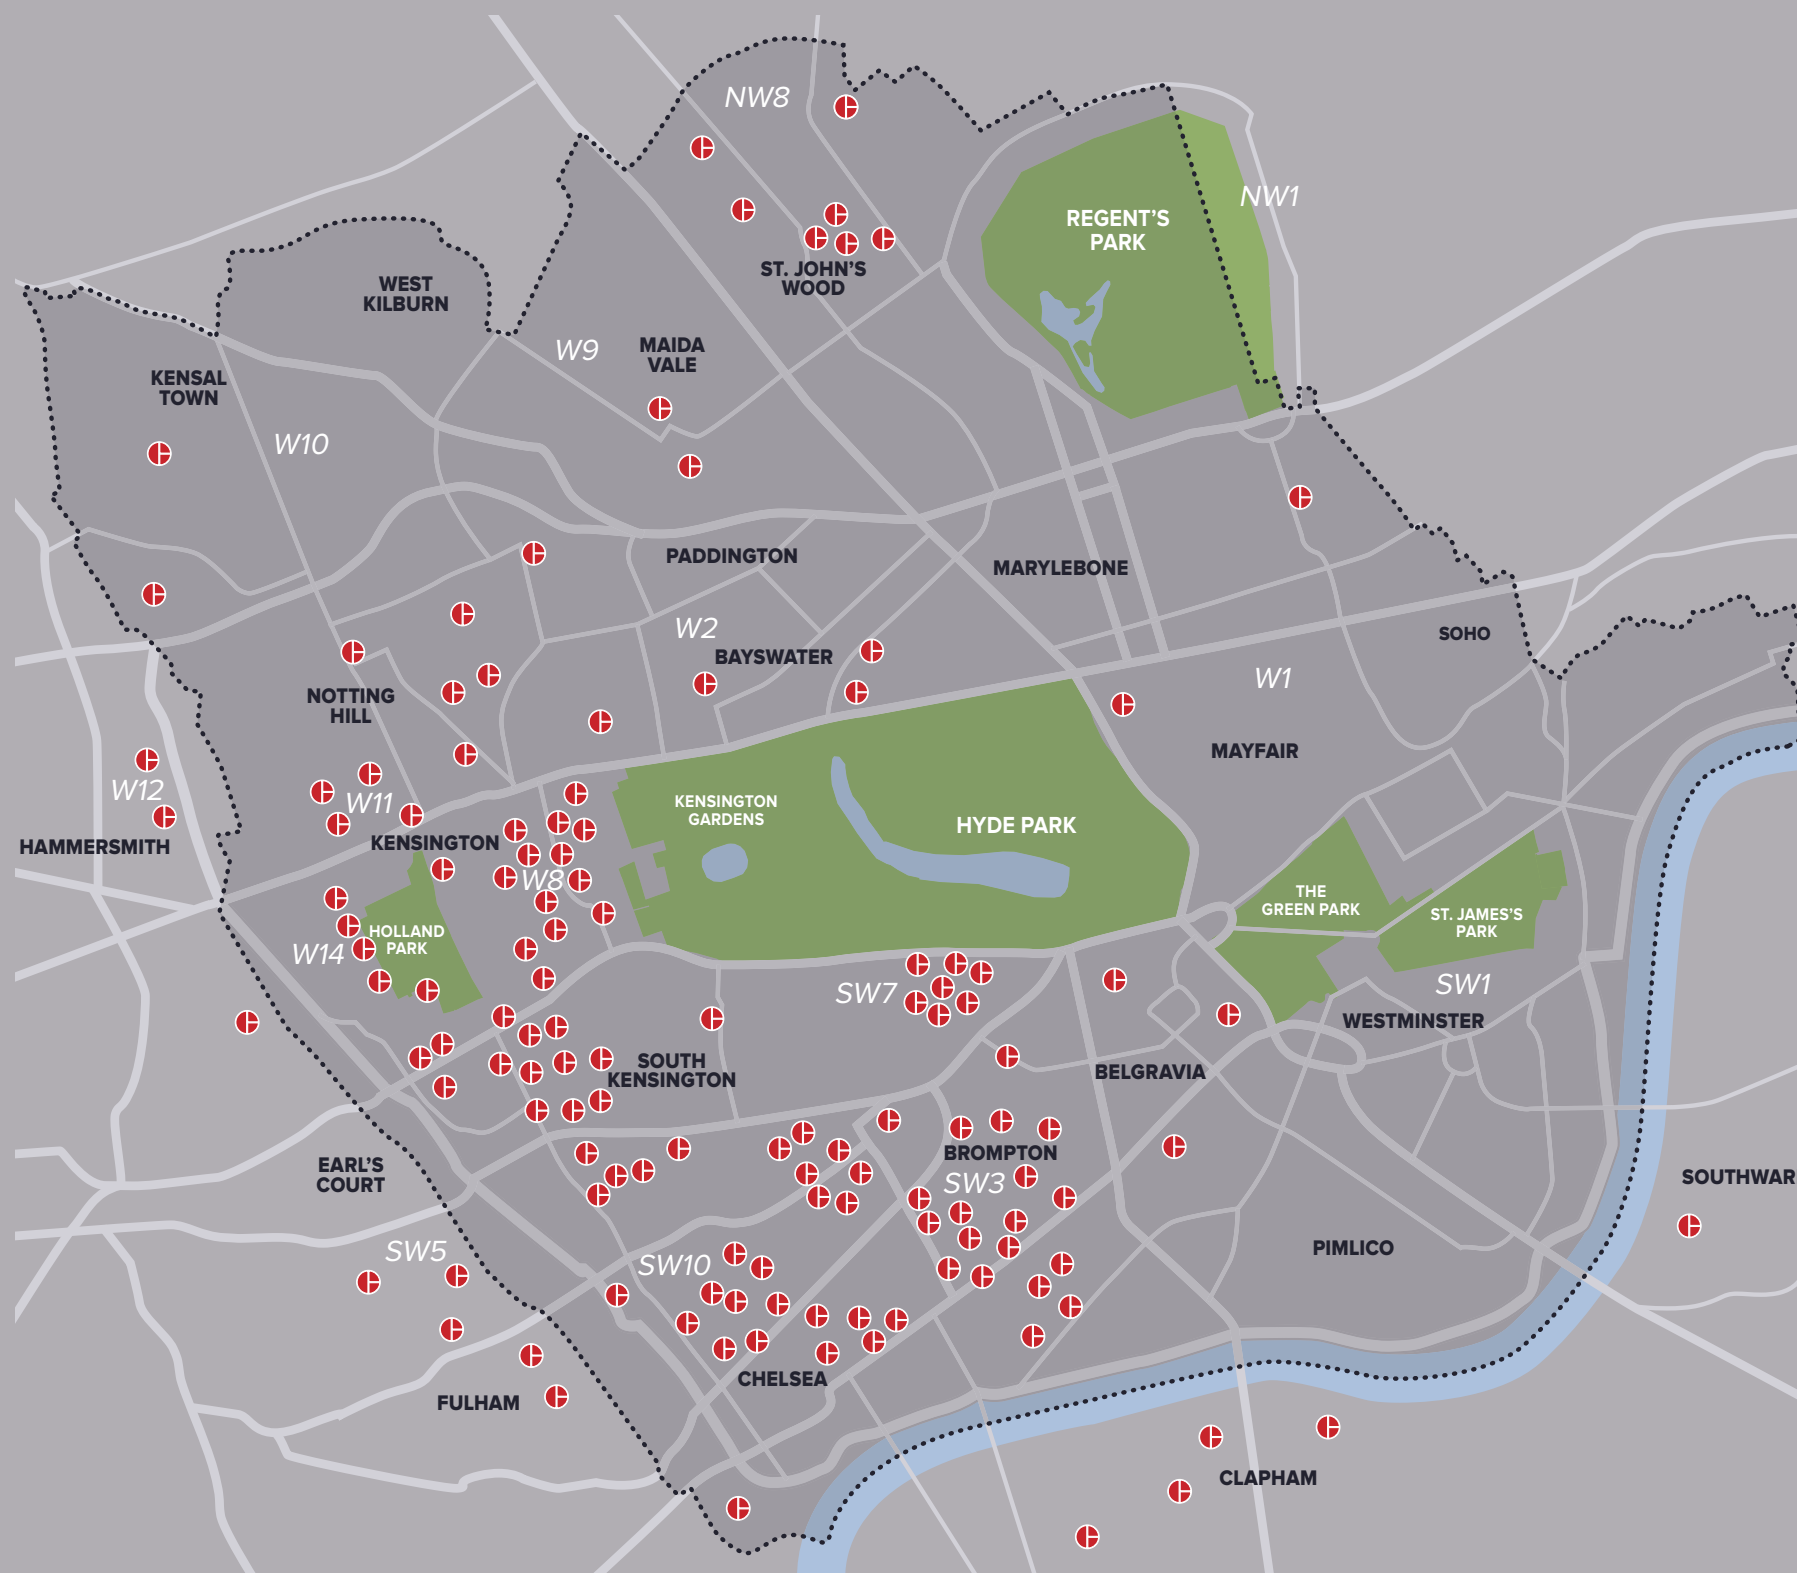 NW8
NW1
REGENT'S
PARK
ST. JOHN'S
WOOD
WEST
KILBURN
W9
MAIDA
VALE
KENSAL
TOWN
W10
PADDINGTON
MARYLEBONE
W2
BAYSWATER
SOHO
W1
NOTTING
HILL
MAYFAIR
W12
W11
HAMMERSMITH
KENSINGTON
KENSINGTON
GARDENS
HYDE PARK
W8
THE
GREEN PARK
ST. JAMES'S
PARK
HOLLAND
PARK
W14
SW7
SW1
WESTMINSTER
SOUTH
KENSINGTON
BELGRAVIA
EARL'S
COURT
BROMPTON
SW3
SOUTHWAR
SW5
SW10
PIMLICO
CHELSEA
FULHAM
CLAPHAM